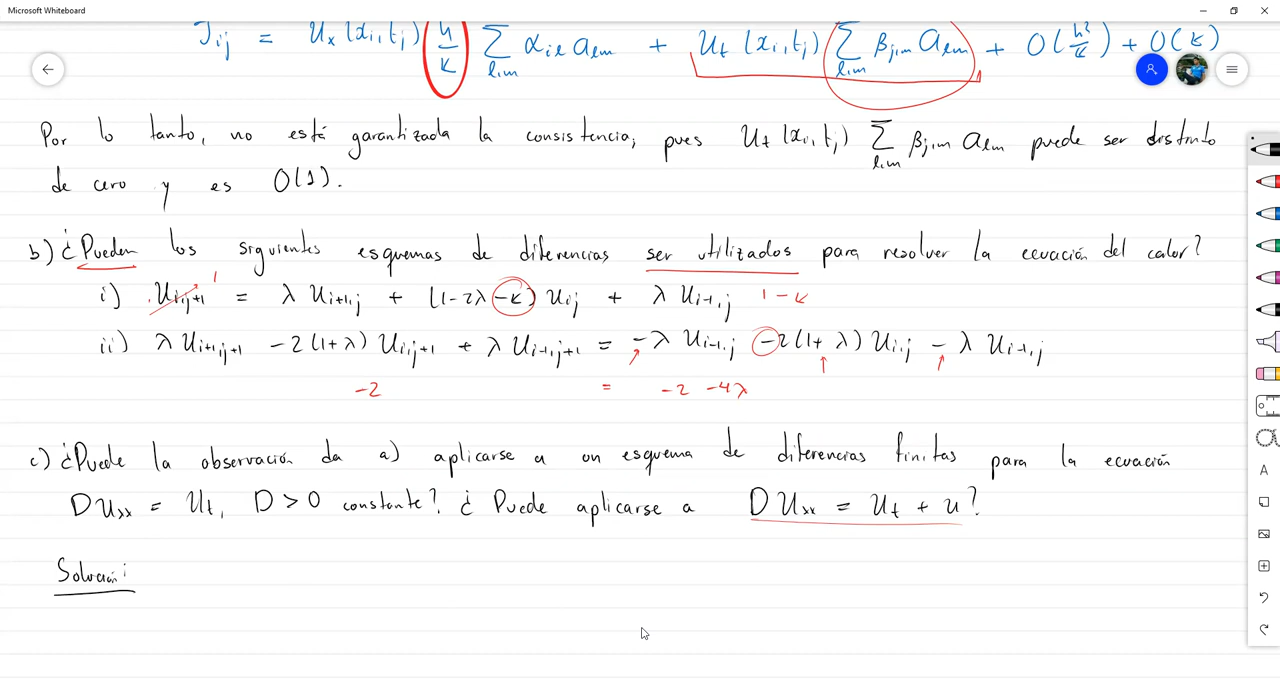 Microsoft Whiteboard
Jij = Ux (xi, tj) h/k Σ l,m αil alm + Ut (xi, tj) Σ l,m βjm alm + O(h²/k) + O(k)
Por lo tanto, no está garantizada la consistencia, pues Ut (xi, tj) Σ l,m βjm alm puede ser distinto
de cero y es O(1).
b) ¿Pueden los siguientes esquemas de diferencias ser utilizados para resolver la ecuación del calor?
i) Ui,j+1 = λ Ui+1,j + (1-2λ-k) Uij + λ Ui-1,j
1
1-k
ii) λ Ui+1,j+1 -2(1+λ) Ui,j+1 + λ Ui-1,j+1 = -λ Ui-1,j -2(1+λ) Ui,j - λ Ui-1,j
-2 = -2 -4λ
c) ¿Puede la observación da a) aplicarse a un esquema de diferencias finitas para la ecuación
D Uxx = Ut, D>0 constante? ¿Puede aplicarse a D Uxx = Ut + u?
Solución:
A